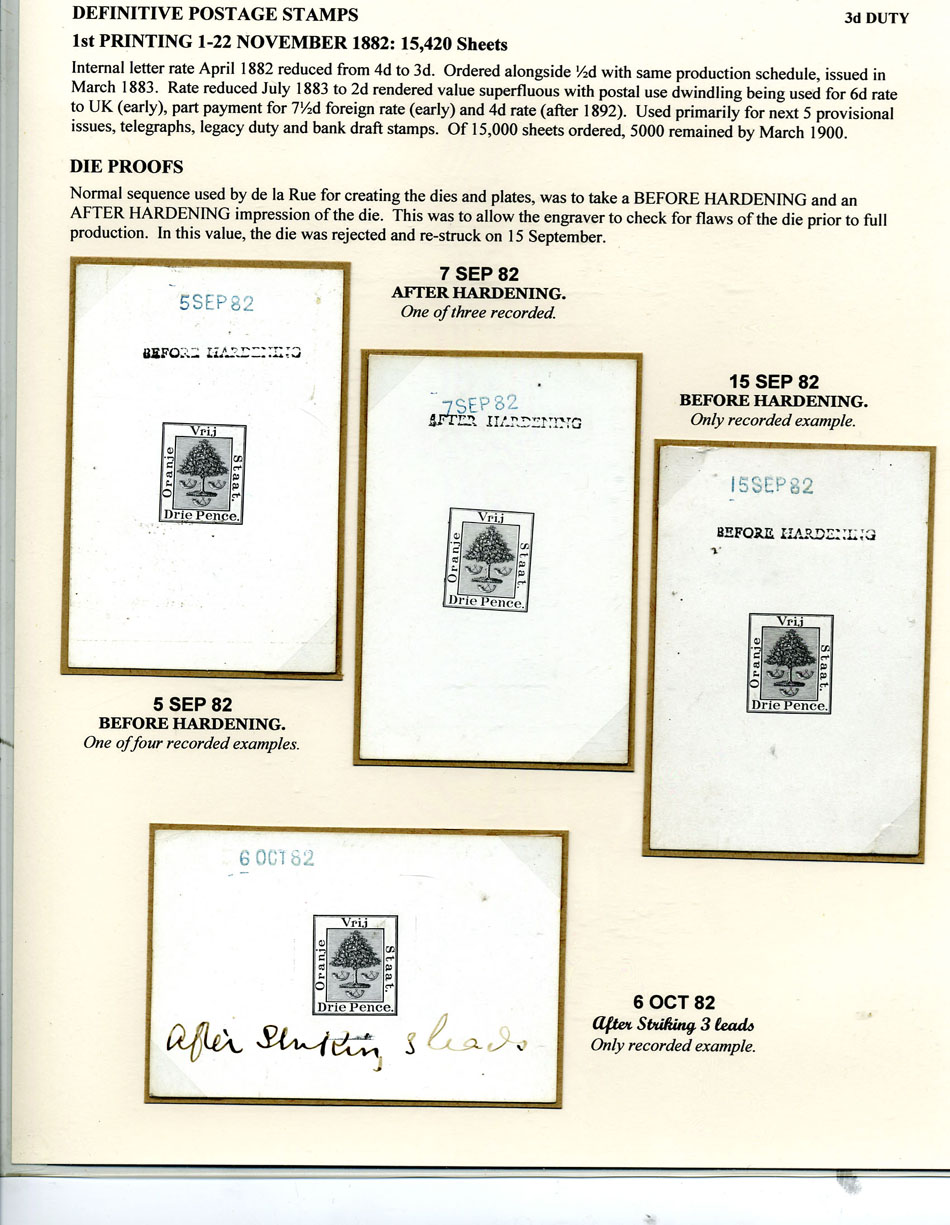 DEFINITIVE POSTAGE STAMPS
3d DUTY
1st PRINTING 1-22 NOVEMBER 1882: 15,420 Sheets
Internal letter rate April 1882 reduced from 4d to 3d. Ordered alongside ½d with same production schedule, issued in
March 1883. Rate reduced July 1883 to 2d rendered value superfluous with postal use dwindling being used for 6d rate
to UK (early), part payment for 7½d foreign rate (early) and 4d rate (after 1892). Used primarily for next 5 provisional
issues, telegraphs, legacy duty and bank draft stamps. Of 15,000 sheets ordered, 5000 remained by March 1900.
DIE PROOFS
Normal sequence used by de la Rue for creating the dies and plates, was to take a BEFORE HARDENING and an
AFTER HARDENING impression of the die. This was to allow the engraver to check for flaws of the die prior to full
production. In this value, the die was rejected and re-struck on 15 September.
5SEP82
BEFORE HARDENING
Vrij
Oranje
Staat.
Drie Pence.
5 SEP 82
BEFORE HARDENING.
One of four recorded examples.
7 SEP 82
AFTER HARDENING.
One of three recorded.
7SEP82
AFTER HARDENING
Vrij
Oranje
Staat.
Drie Pence.
15 SEP 82
BEFORE HARDENING.
Only recorded example.
15SEP82
BEFORE HARDENING
Vrij
Oranje
Staat.
Drie Pence.
6 OCT 82
Vrij
Oranje
Staat.
Drie Pence.
After Striking 3 leads
6 OCT 82
After Striking 3 leads
Only recorded example.